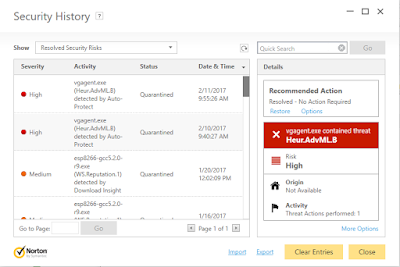 Security History ?
Show Resolved Security Risks
Quick Search Go
Severity Activity Status Date & Time
High vgagent.exe (Heur.AdvML.B) detected by Auto-Protect Quarantined 2/11/2017 9:55:26 AM
High vgagent.exe (Heur.AdvML.B) detected by Auto-Protect Quarantined 2/10/2017 9:40:27 AM
Medium esp8266-gcc5.2.0-r9.exe (WS.Reputation.1) detected by Download Insight Quarantined 1/20/2017 12:02:09 PM
Medium esp8266-gcc5.2.0-r9.exe Quarantined 1/16/2017
Go to Page: Go Page 1 of 1
Details
Recommended Action
Resolved - No Action Required
Restore Options
vgagent.exe contained threat
Heur.AdvML.B
Risk
High
Origin
Not Available
Activity
Threat Actions performed: 1
More Options
Norton
by Symantec
Import Export Clear Entries Close